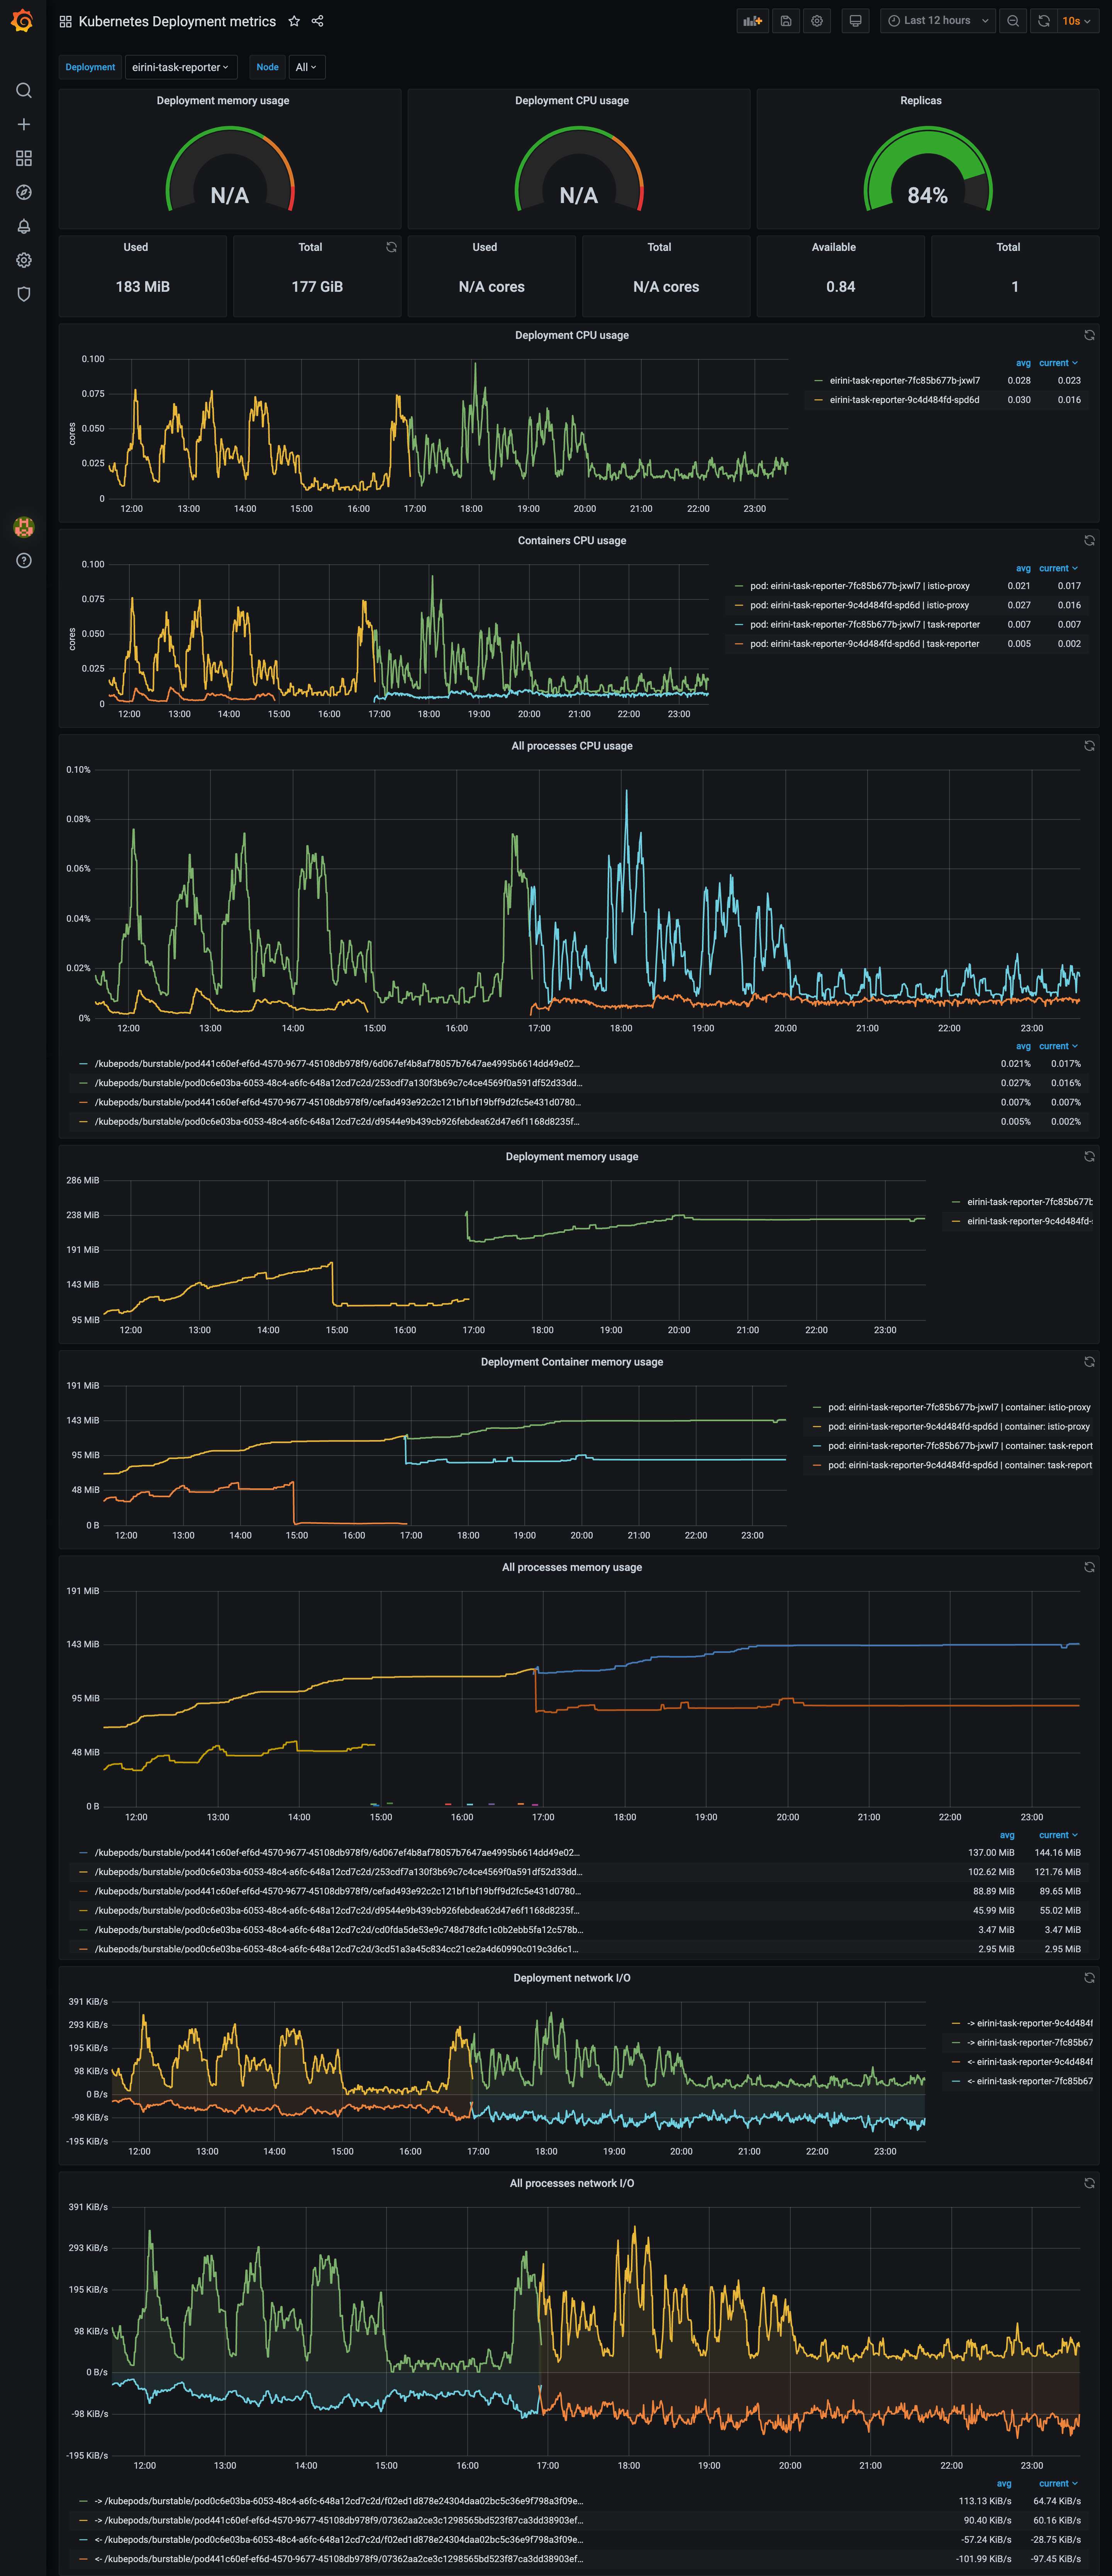 Kubernetes Deployment metrics
Last 12 hours
10s
Deployment eirini-task-reporter Node All
Deployment memory usage
N/A
Deployment CPU usage
N/A
Replicas
84%
Used
183 MiB
Total
177 GiB
Used
N/A cores
Total
N/A cores
Available
0.84
Total
1
Deployment CPU usage
cores
0.100
0.075
0.050
0.025
0
12:00 13:00 14:00 15:00 16:00 17:00 18:00 19:00 20:00 21:00 22:00 23:00
avg current
eirini-task-reporter-7fc85b677b-jxwl7 0.028 0.023
eirini-task-reporter-9c4d484fd-spd6d 0.030 0.016
Containers CPU usage
cores
0.100
0.075
0.050
0.025
0
12:00 13:00 14:00 15:00 16:00 17:00 18:00 19:00 20:00 21:00 22:00 23:00
avg current
pod: eirini-task-reporter-7fc85b677b-jxwl7 | istio-proxy 0.021 0.017
pod: eirini-task-reporter-9c4d484fd-spd6d | istio-proxy 0.027 0.016
pod: eirini-task-reporter-7fc85b677b-jxwl7 | task-reporter 0.007 0.007
pod: eirini-task-reporter-9c4d484fd-spd6d | task-reporter 0.005 0.002
All processes CPU usage
0.10%
0.08%
0.06%
0.04%
0.02%
0%
12:00 13:00 14:00 15:00 16:00 17:00 18:00 19:00 20:00 21:00 22:00 23:00
avg current
/kubepods/burstable/pod441c60ef-ef6d-4570-9677-45108db978f9/6d067ef4b8af78057b7647ae4995b6614dd49e02... 0.021% 0.017%
/kubepods/burstable/pod0c6e03ba-6053-48c4-a6fc-648a12cd7c2d/253cdf7a130f3b69c7c4ce4569f0a591df52d33dd... 0.027% 0.016%
/kubepods/burstable/pod441c60ef-ef6d-4570-9677-45108db978f9/cefad493e92c2c121bf1bf19bff9d2fc5e431d0780... 0.007% 0.007%
/kubepods/burstable/pod0c6e03ba-6053-48c4-a6fc-648a12cd7c2d/d9544e9b439cb926febdea62d47e6f1168d8235f... 0.005% 0.002%
Deployment memory usage
286 MiB
238 MiB
191 MiB
143 MiB
95 MiB
12:00 13:00 14:00 15:00 16:00 17:00 18:00 19:00 20:00 21:00 22:00 23:00
eirini-task-reporter-7fc85b677b
eirini-task-reporter-9c4d484fd-
Deployment Container memory usage
191 MiB
143 MiB
95 MiB
48 MiB
0 B
12:00 13:00 14:00 15:00 16:00 17:00 18:00 19:00 20:00 21:00 22:00 23:00
pod: eirini-task-reporter-7fc85b677b-jxwl7 | container: istio-proxy
pod: eirini-task-reporter-9c4d484fd-spd6d | container: istio-proxy
pod: eirini-task-reporter-7fc85b677b-jxwl7 | container: task-report
pod: eirini-task-reporter-9c4d484fd-spd6d | container: task-report
All processes memory usage
191 MiB
143 MiB
95 MiB
48 MiB
0 B
12:00 13:00 14:00 15:00 16:00 17:00 18:00 19:00 20:00 21:00 22:00 23:00
avg current
/kubepods/burstable/pod441c60ef-ef6d-4570-9677-45108db978f9/6d067ef4b8af78057b7647ae4995b6614dd49e02... 137.00 MiB 144.16 MiB
/kubepods/burstable/pod0c6e03ba-6053-48c4-a6fc-648a12cd7c2d/253cdf7a130f3b69c7c4ce4569f0a591df52d33dd... 102.62 MiB 121.76 MiB
/kubepods/burstable/pod441c60ef-ef6d-4570-9677-45108db978f9/cefad493e92c2c121bf1bf19bff9d2fc5e431d0780... 88.89 MiB 89.65 MiB
/kubepods/burstable/pod0c6e03ba-6053-48c4-a6fc-648a12cd7c2d/d9544e9b439cb926febdea62d47e6f1168d8235f... 45.99 MiB 55.02 MiB
/kubepods/burstable/pod0c6e03ba-6053-48c4-a6fc-648a12cd7c2d/cd0fda5de53e9c748d78dfc1c0b2ebb5fa12c578b... 3.47 MiB 3.47 MiB
/kubepods/burstable/pod0c6e03ba-6053-48c4-a6fc-648a12cd7c2d/3cd51a3a45c834cc21ce2a4d60990c019c3d6c1... 2.95 MiB 2.95 MiB
Deployment network I/O
391 KiB/s
293 KiB/s
195 KiB/s
98 KiB/s
0 B/s
-98 KiB/s
-195 KiB/s
12:00 13:00 14:00 15:00 16:00 17:00 18:00 19:00 20:00 21:00 22:00 23:00
-> eirini-task-reporter-9c4d484f
-> eirini-task-reporter-7fc85b67
<- eirini-task-reporter-9c4d484f
<- eirini-task-reporter-7fc85b67
All processes network I/O
391 KiB/s
293 KiB/s
195 KiB/s
98 KiB/s
0 B/s
-98 KiB/s
-195 KiB/s
12:00 13:00 14:00 15:00 16:00 17:00 18:00 19:00 20:00 21:00 22:00 23:00
avg current
-> /kubepods/burstable/pod0c6e03ba-6053-48c4-a6fc-648a12cd7c2d/f02ed1d878e24304daa02bc5c36e9f798a3f09e... 113.13 KiB/s 64.74 KiB/s
-> /kubepods/burstable/pod441c60ef-ef6d-4570-9677-45108db978f9/07362aa2ce3c1298565bd523f87ca3dd38903ef... 90.40 KiB/s 60.16 KiB/s
<- /kubepods/burstable/pod0c6e03ba-6053-48c4-a6fc-648a12cd7c2d/f02ed1d878e24304daa02bc5c36e9f798a3f09e... -57.24 KiB/s -28.75 KiB/s
<- /kubepods/burstable/pod441c60ef-ef6d-4570-9677-45108db978f9/07362aa2ce3c1298565bd523f87ca3dd38903ef... -101.99 KiB/s -97.45 KiB/s